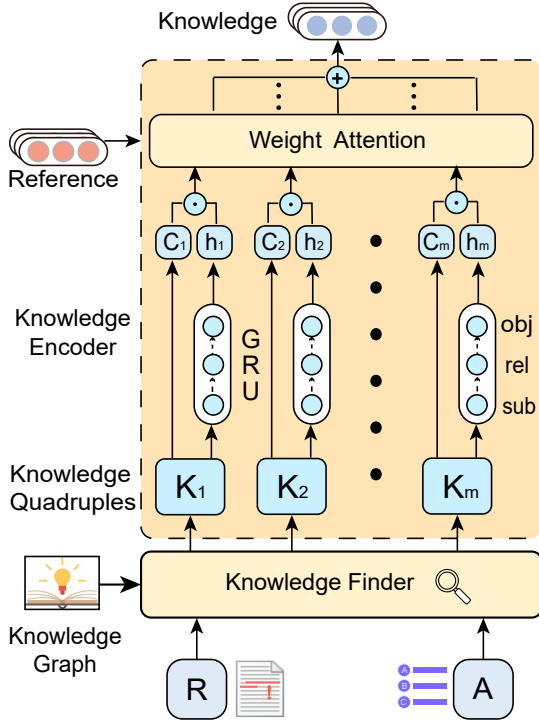 Knowledge
Weight Attention
Reference
C1 h1 C2 h2 Cm hm
Knowledge
Encoder
G
R
U
obj
rel
sub
Knowledge
Quadruples
K1 K2 Km
Knowledge Finder
Knowledge
Graph
R
A
B
C
A